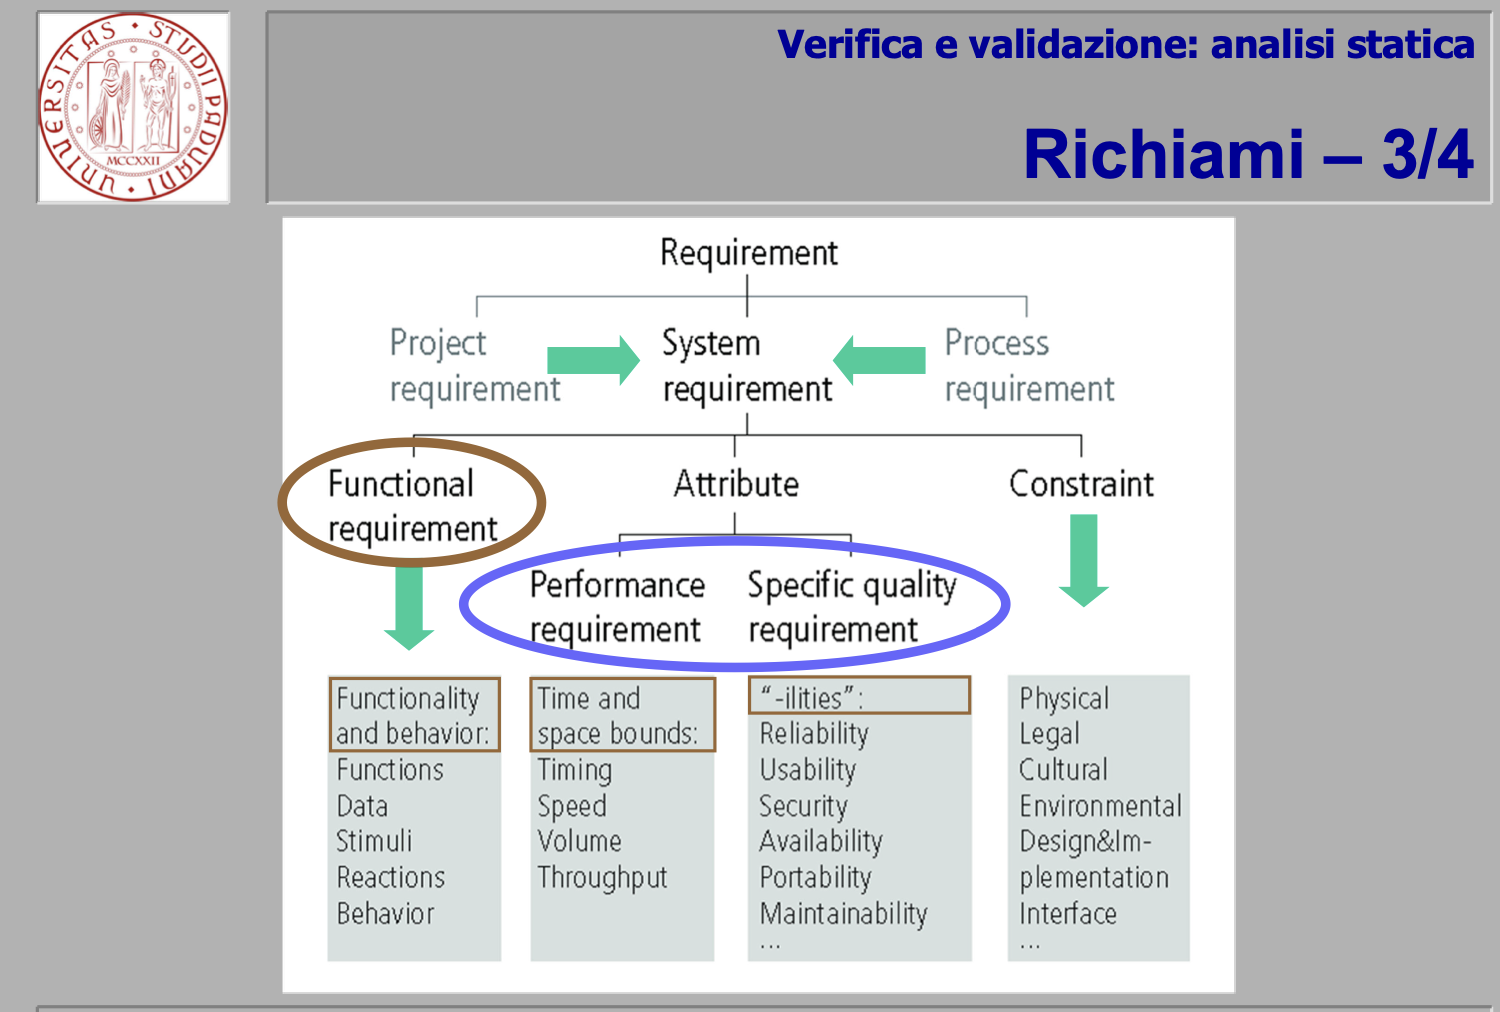 UNIVERSITAS STUDII PADUANI
MCCXXII
Verifica e validazione: analisi statica
Richiami – 3/4
Requirement
Project
requirement
System
requirement
Process
requirement
Functional
requirement
Attribute
Constraint
Performance
requirement
Specific quality
requirement
Functionality
and behavior:
Functions
Data
Stimuli
Reactions
Behavior
Time and
space bounds:
Timing
Speed
Volume
Throughput
“-ilities”:
Reliability
Usability
Security
Availability
Portability
Maintainability
...
Physical
Legal
Cultural
Environmental
Design&Im-
plementation
Interface
...